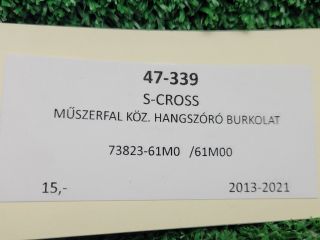 47-339
S-CROSS
MŰSZERFAL KÖZ. HANGSZÓRÓ BURKOLAT
73823-61M0 /61M00
15,- 2013-2021